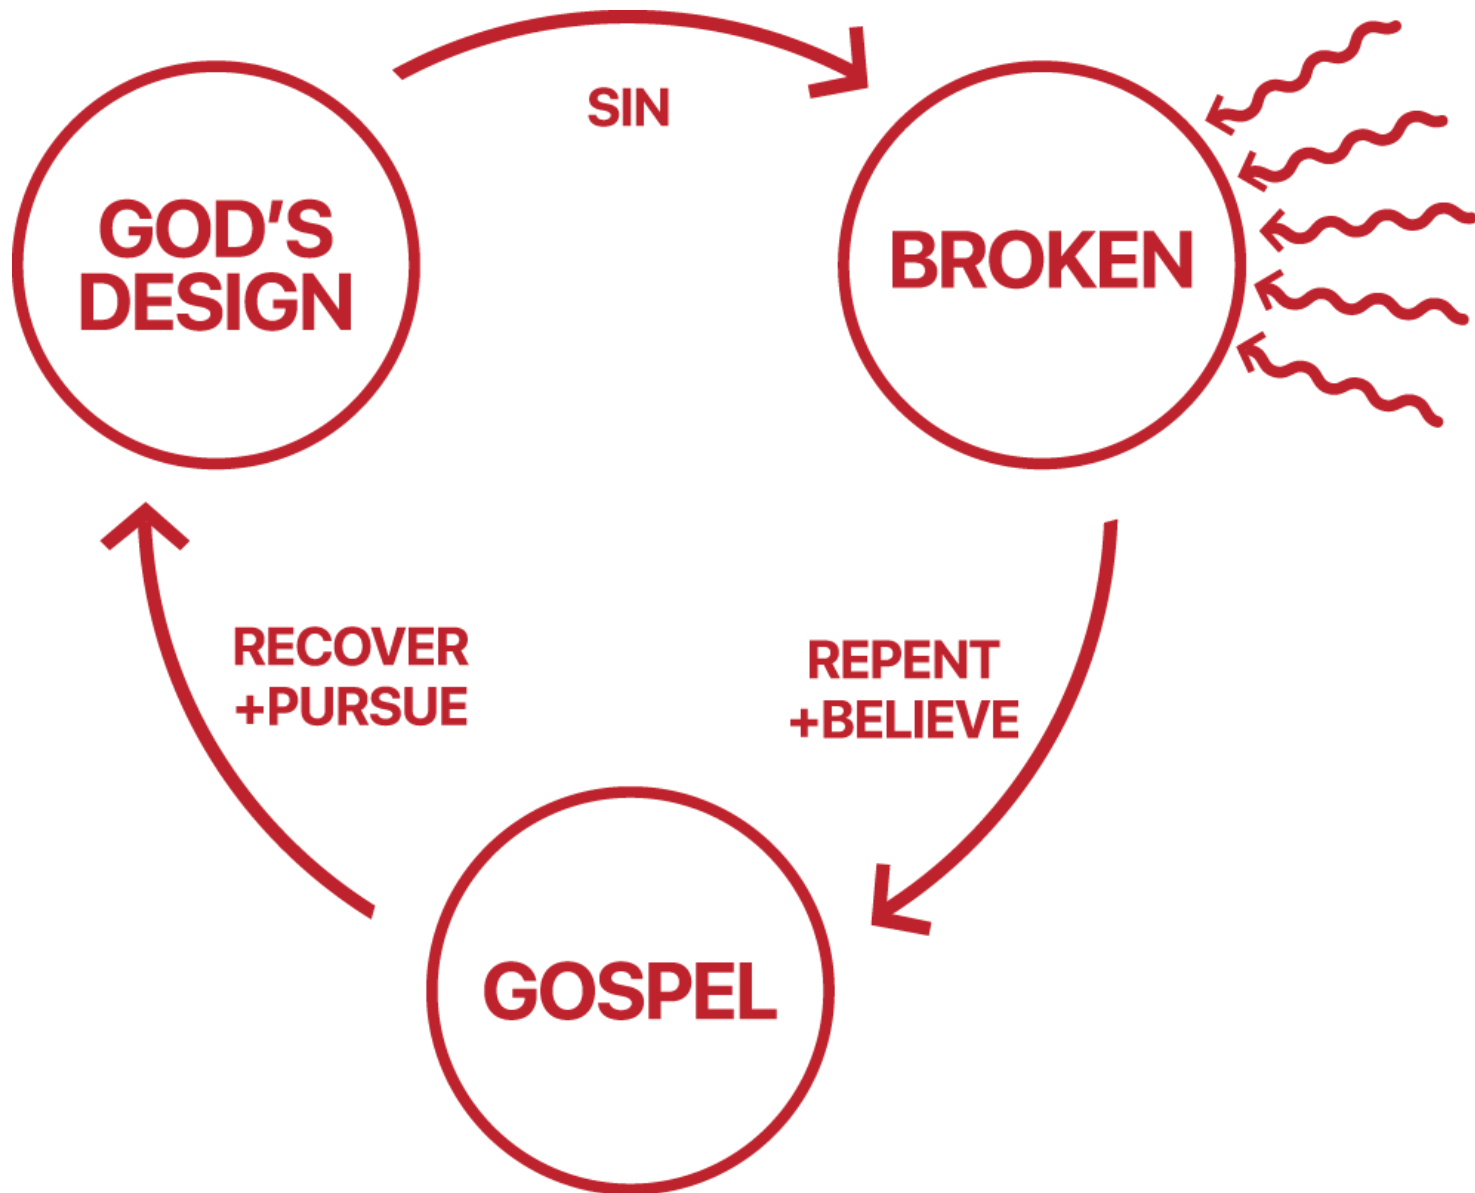 SIN
GOD'S
DESIGN
BROKEN
RECOVER
+PURSUE
REPENT
+BELIEVE
GOSPEL